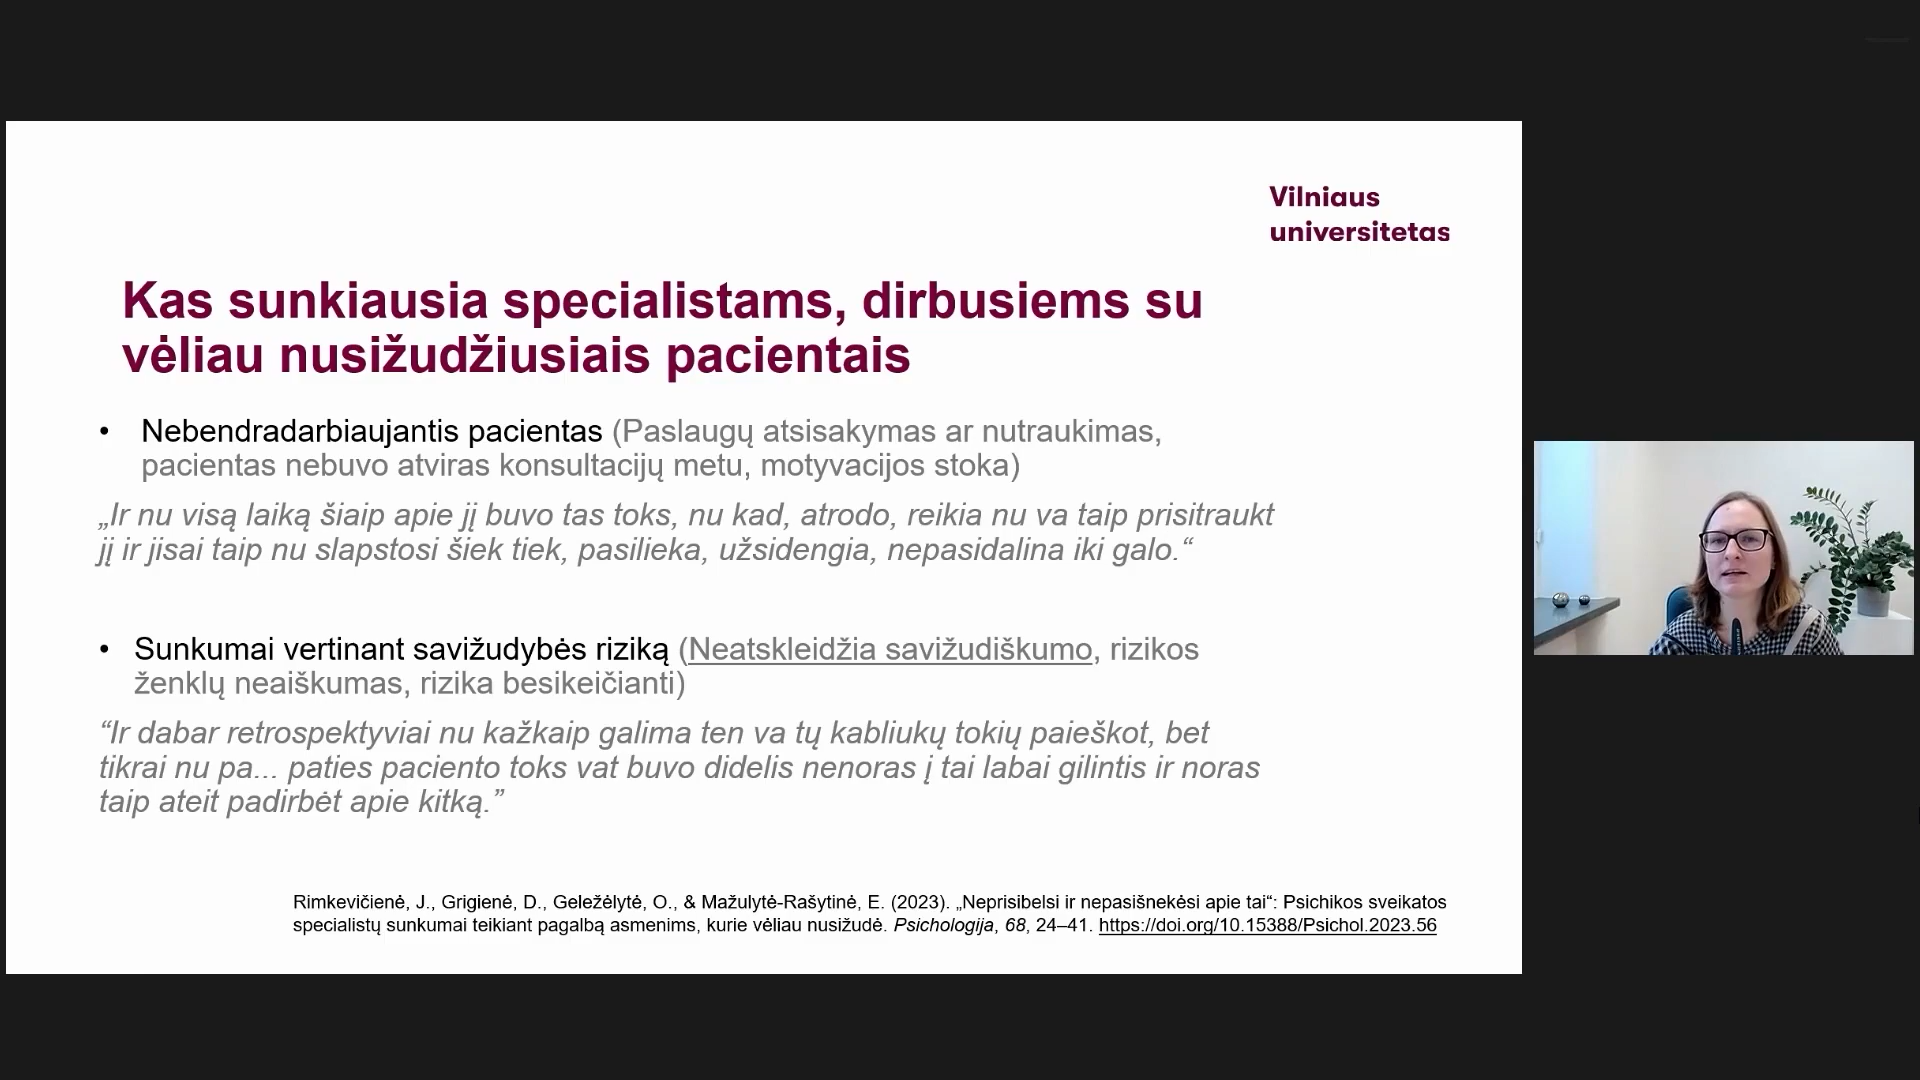 Vilniaus
universitetas
Kas sunkiausia specialistams, dirbusiems su
vėliau nusižudžiusiais pacientais
• Nebendradarbiaujantis pacientas (Paslaugų atsisakymas ar nutraukimas,
pacientas nebuvo atviras konsultacijų metu, motyvacijos stoka)
„Ir nu visą laiką šiaip apie jį buvo tas toks, nu kad, atrodo, reikia nu va taip prisitraukt
jį ir jisai taip nu slapstosi šiek tiek, pasilieka, užsidengia, nepasidalina iki galo.“
• Sunkumai vertinant savižudybės riziką (Neatskleidžia savižudiškumo, rizikos
ženklų neaiškumas, rizika besikeičianti)
“Ir dabar retrospektyviai nu kažkaip galima ten va tų kabliukų tokių paieškot, bet
tikrai nu pa... paties paciento toks vat buvo didelis nenoras į tai labai gilintis ir noras
taip ateit padirbėt apie kitką.”
Rimkevičienė, J., Grigienė, D., Geležėlytė, O., & Mažulytė-Rašytinė, E. (2023). „Neprisibelsi ir nepasišnekėsi apie tai“: Psichikos sveikatos
specialistų sunkumai teikiant pagalbą asmenims, kurie vėliau nusižudė. Psichologija, 68, 24–41. https://doi.org/10.15388/Psichol.2023.56